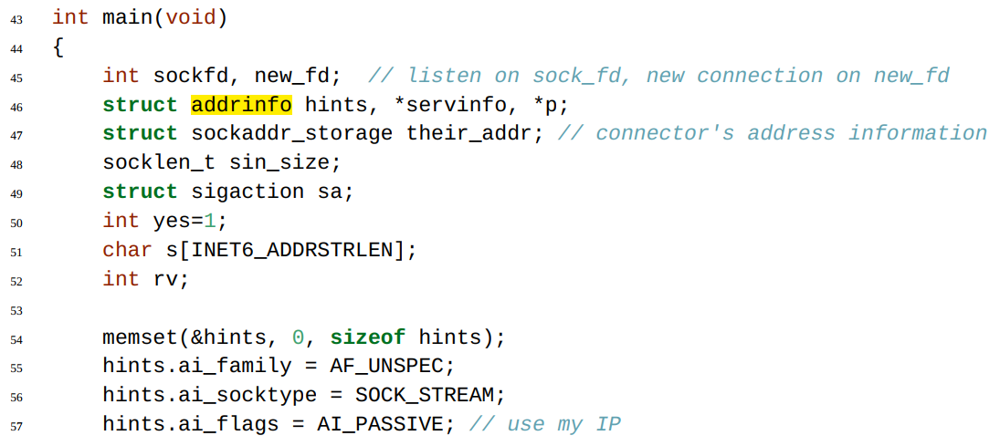 43 int main(void)
44 {
45     int sockfd, new_fd;  // listen on sock_fd, new connection on new_fd
46     struct addrinfo hints, *servinfo, *p;
47     struct sockaddr_storage their_addr; // connector's address information
48     socklen_t sin_size;
49     struct sigaction sa;
50     int yes=1;
51     char s[INET6_ADDRSTRLEN];
52     int rv;
53
54     memset(&hints, 0, sizeof hints);
55     hints.ai_family = AF_UNSPEC;
56     hints.ai_socktype = SOCK_STREAM;
57     hints.ai_flags = AI_PASSIVE; // use my IP